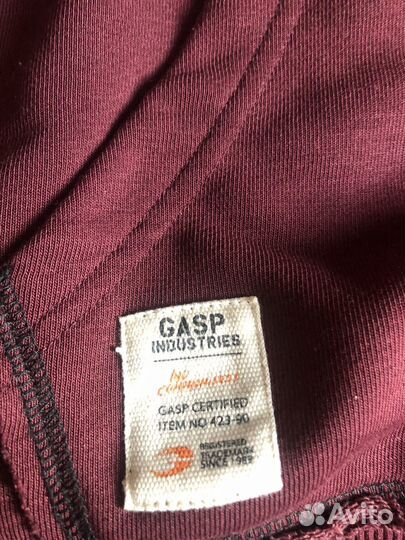 GASP
INDUSTRIES
NO
COMPROMISES
GASP CERTIFIED
ITEM NO 423-90
REGISTERED
TRADEMARK
SINCE 1989
Avito